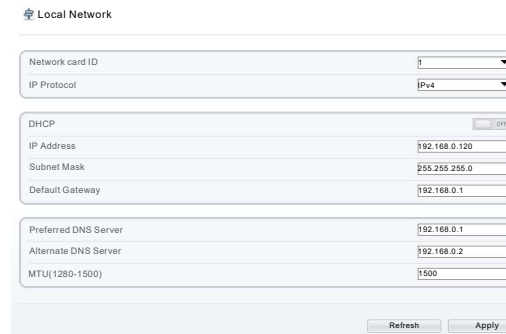 Local Network
Network card ID 1
IP Protocol IPv4
DHCP OFF
IP Address 192.168.0.120
Subnet Mask 255.255.255.0
Default Gateway 192.168.0.1
Preferred DNS Server 192.168.0.1
Alternate DNS Server 192.168.0.2
MTU(1280-1500) 1500
Refresh Apply